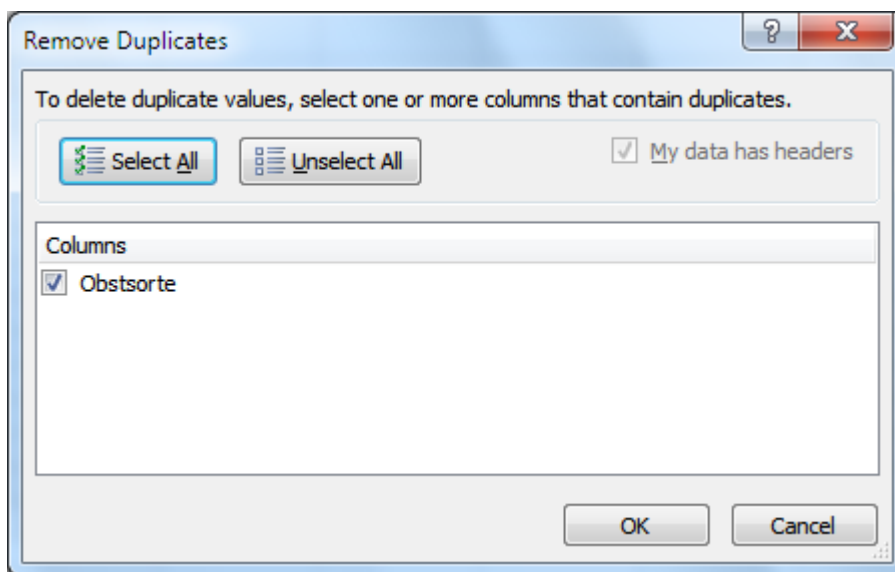 Remove Duplicates
To delete duplicate values, select one or more columns that contain duplicates.
Select All
Unselect All
My data has headers
Columns
Obstsorte
OK
Cancel